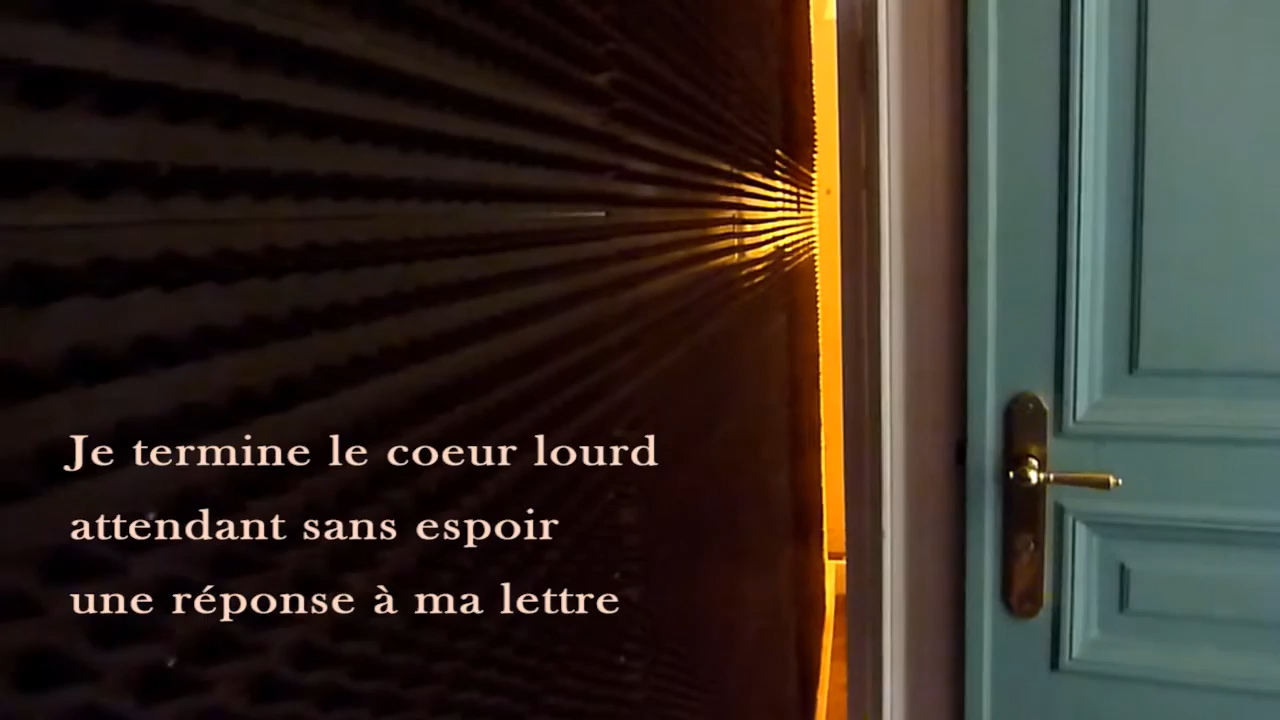 Je termine le coeur lourd
attendant sans espoir
une réponse à ma lettre